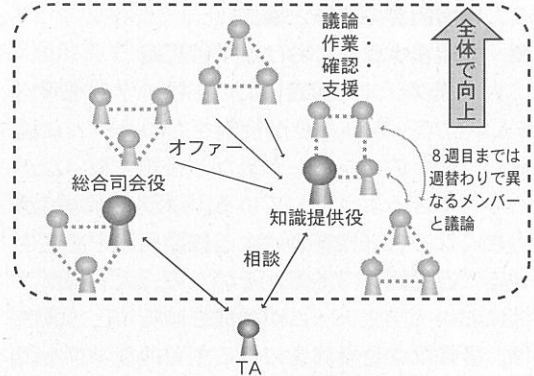 議論
作業
確認
支援
全体で向上
オファー
8週目までは
週替わりで異
なるメンバー
と議論
総合司会役
知識提供役
相談
TA